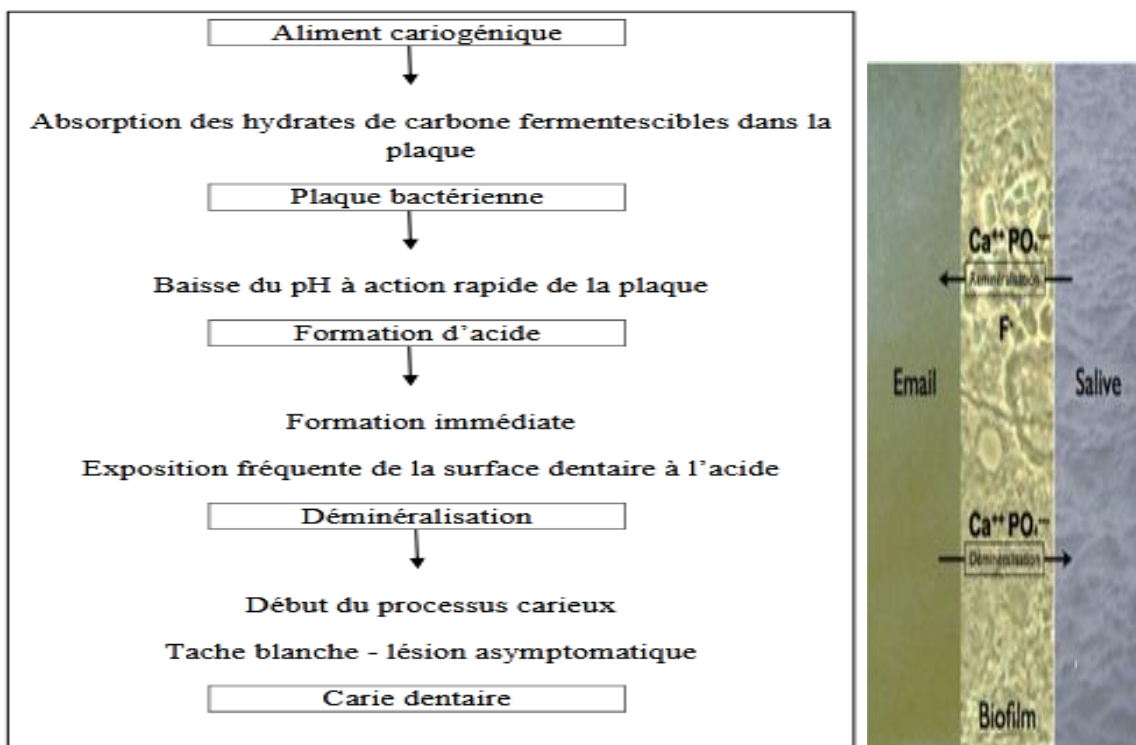 Aliment cariogénique
Absorption des hydrates de carbone fermentescibles dans la
plaque
Plaque bactérienne
Baisse du pH à action rapide de la plaque
Formation d’acide
Formation immédiate
Exposition fréquente de la surface dentaire à l’acide
Déminéralisation
Début du processus carieux
Tache blanche - lésion asymptomatique
Carie dentaire
Ca⁺⁺ PO₄⁻⁻⁻
Reminéralisation
F⁻
Email
Salive
Ca⁺⁺ PO₄⁻⁻⁻
Déminéralisation
Biofilm